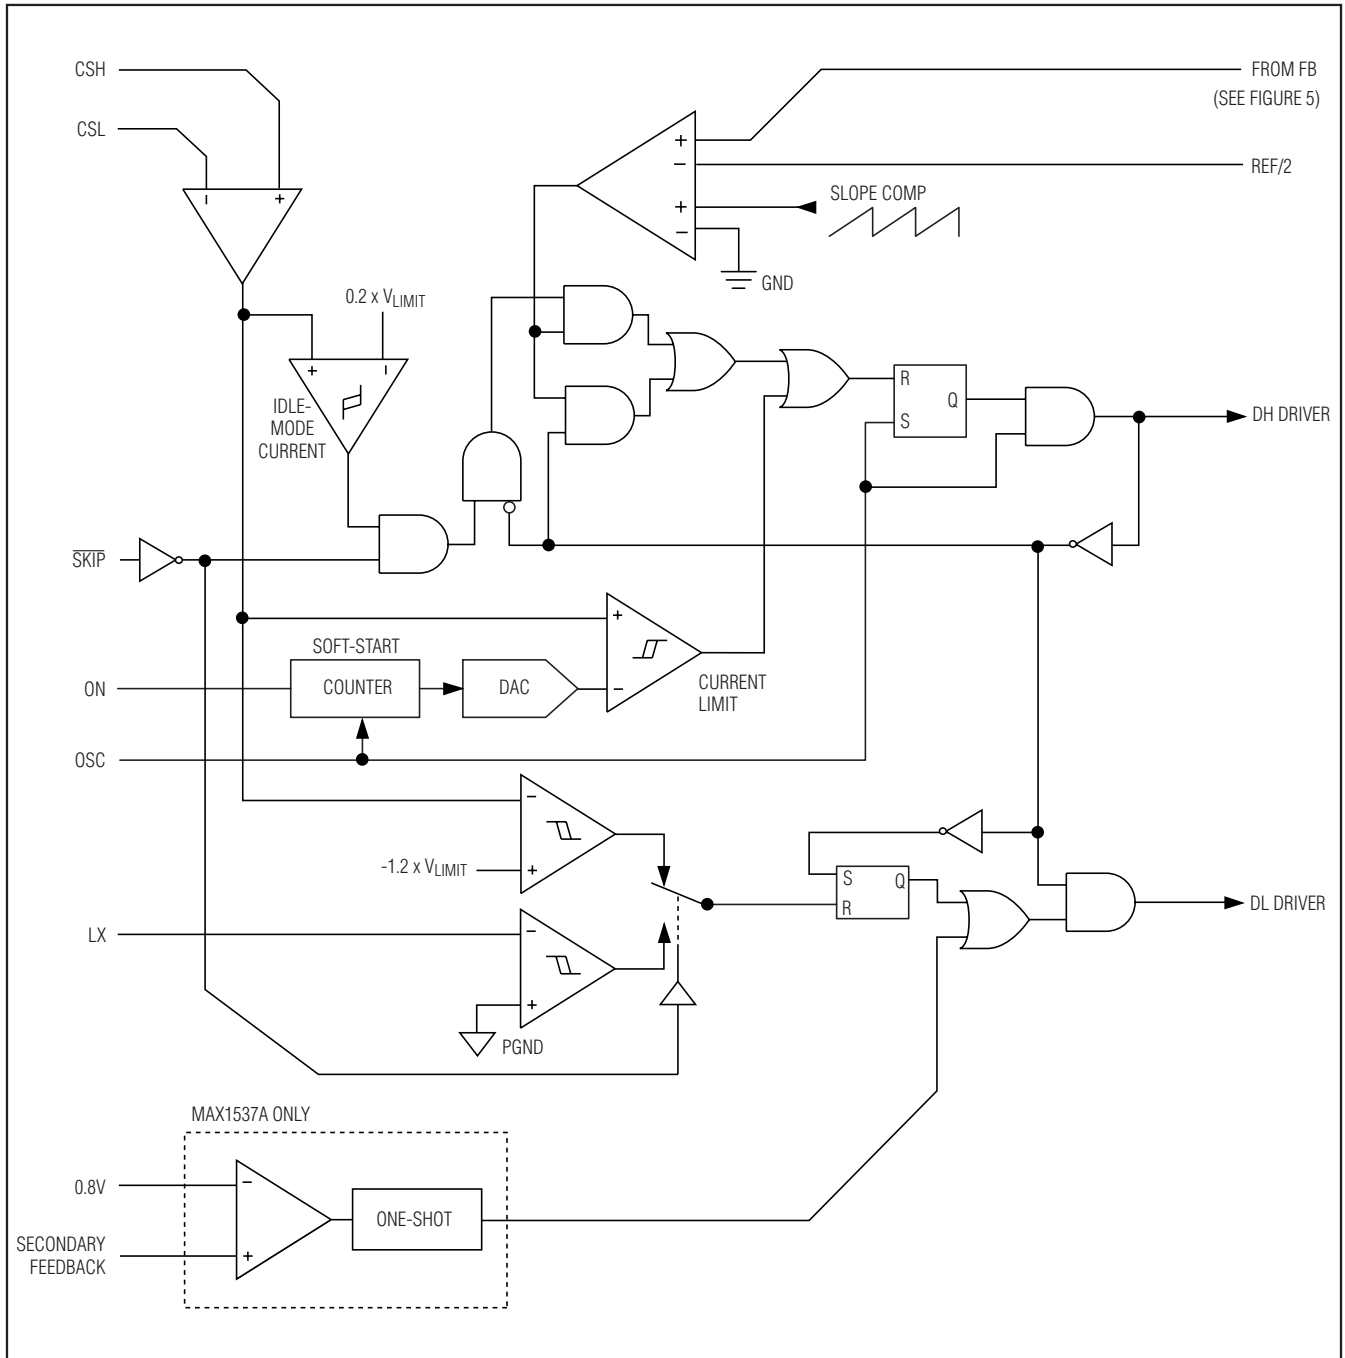 CSH
FROM FB
(SEE FIGURE 5)
CSL
+
−
REF/2
− +
+
SLOPE COMP
−
GND
0.2 x VLIMIT
+ −
IDLE-
MODE
CURRENT
R
Q
S
DH DRIVER
SKIP
+
SOFT-START
ON
COUNTER
DAC
−
CURRENT
LIMIT
OSC
−
-1.2 x VLIMIT
+
S
Q
R
DL DRIVER
LX
−
+
PGND
MAX1537A ONLY
0.8V
−
ONE-SHOT
SECONDARY
FEEDBACK
+